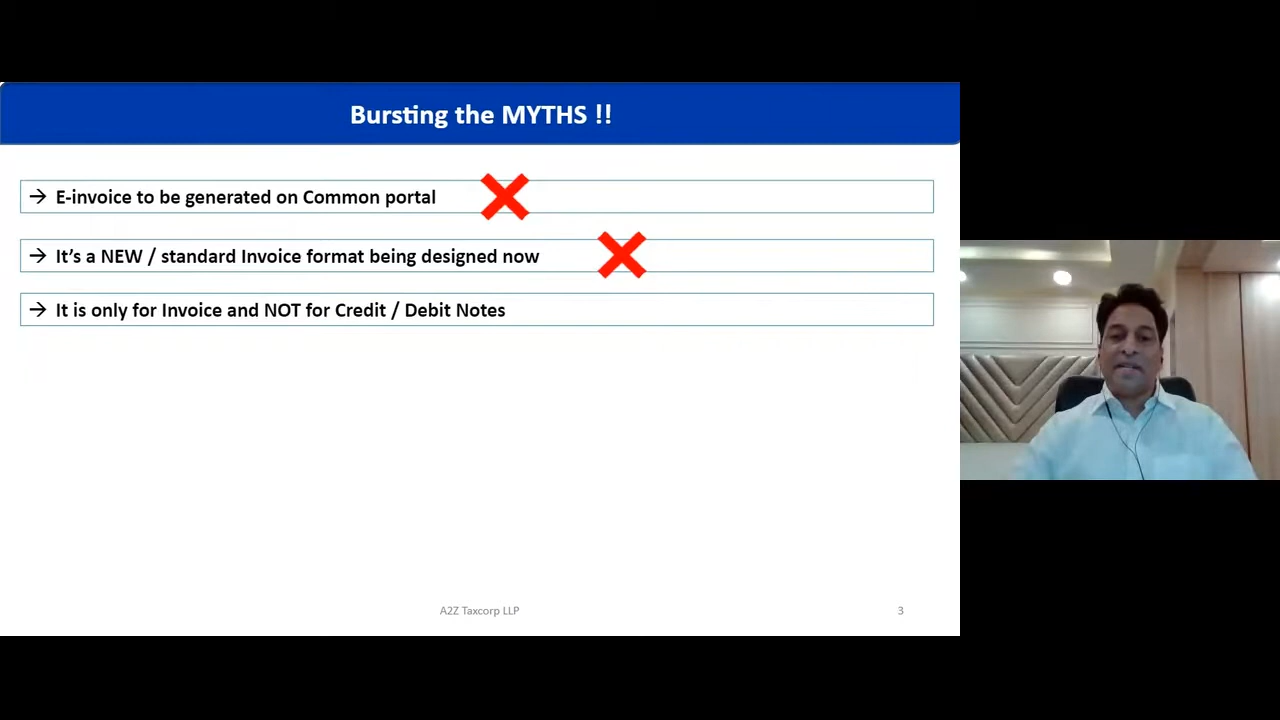 Bursting the MYTHS !!
→ E-invoice to be generated on Common portal
→ It's a NEW / standard Invoice format being designed now
→ It is only for Invoice and NOT for Credit / Debit Notes
A2Z Taxcorp LLP
3